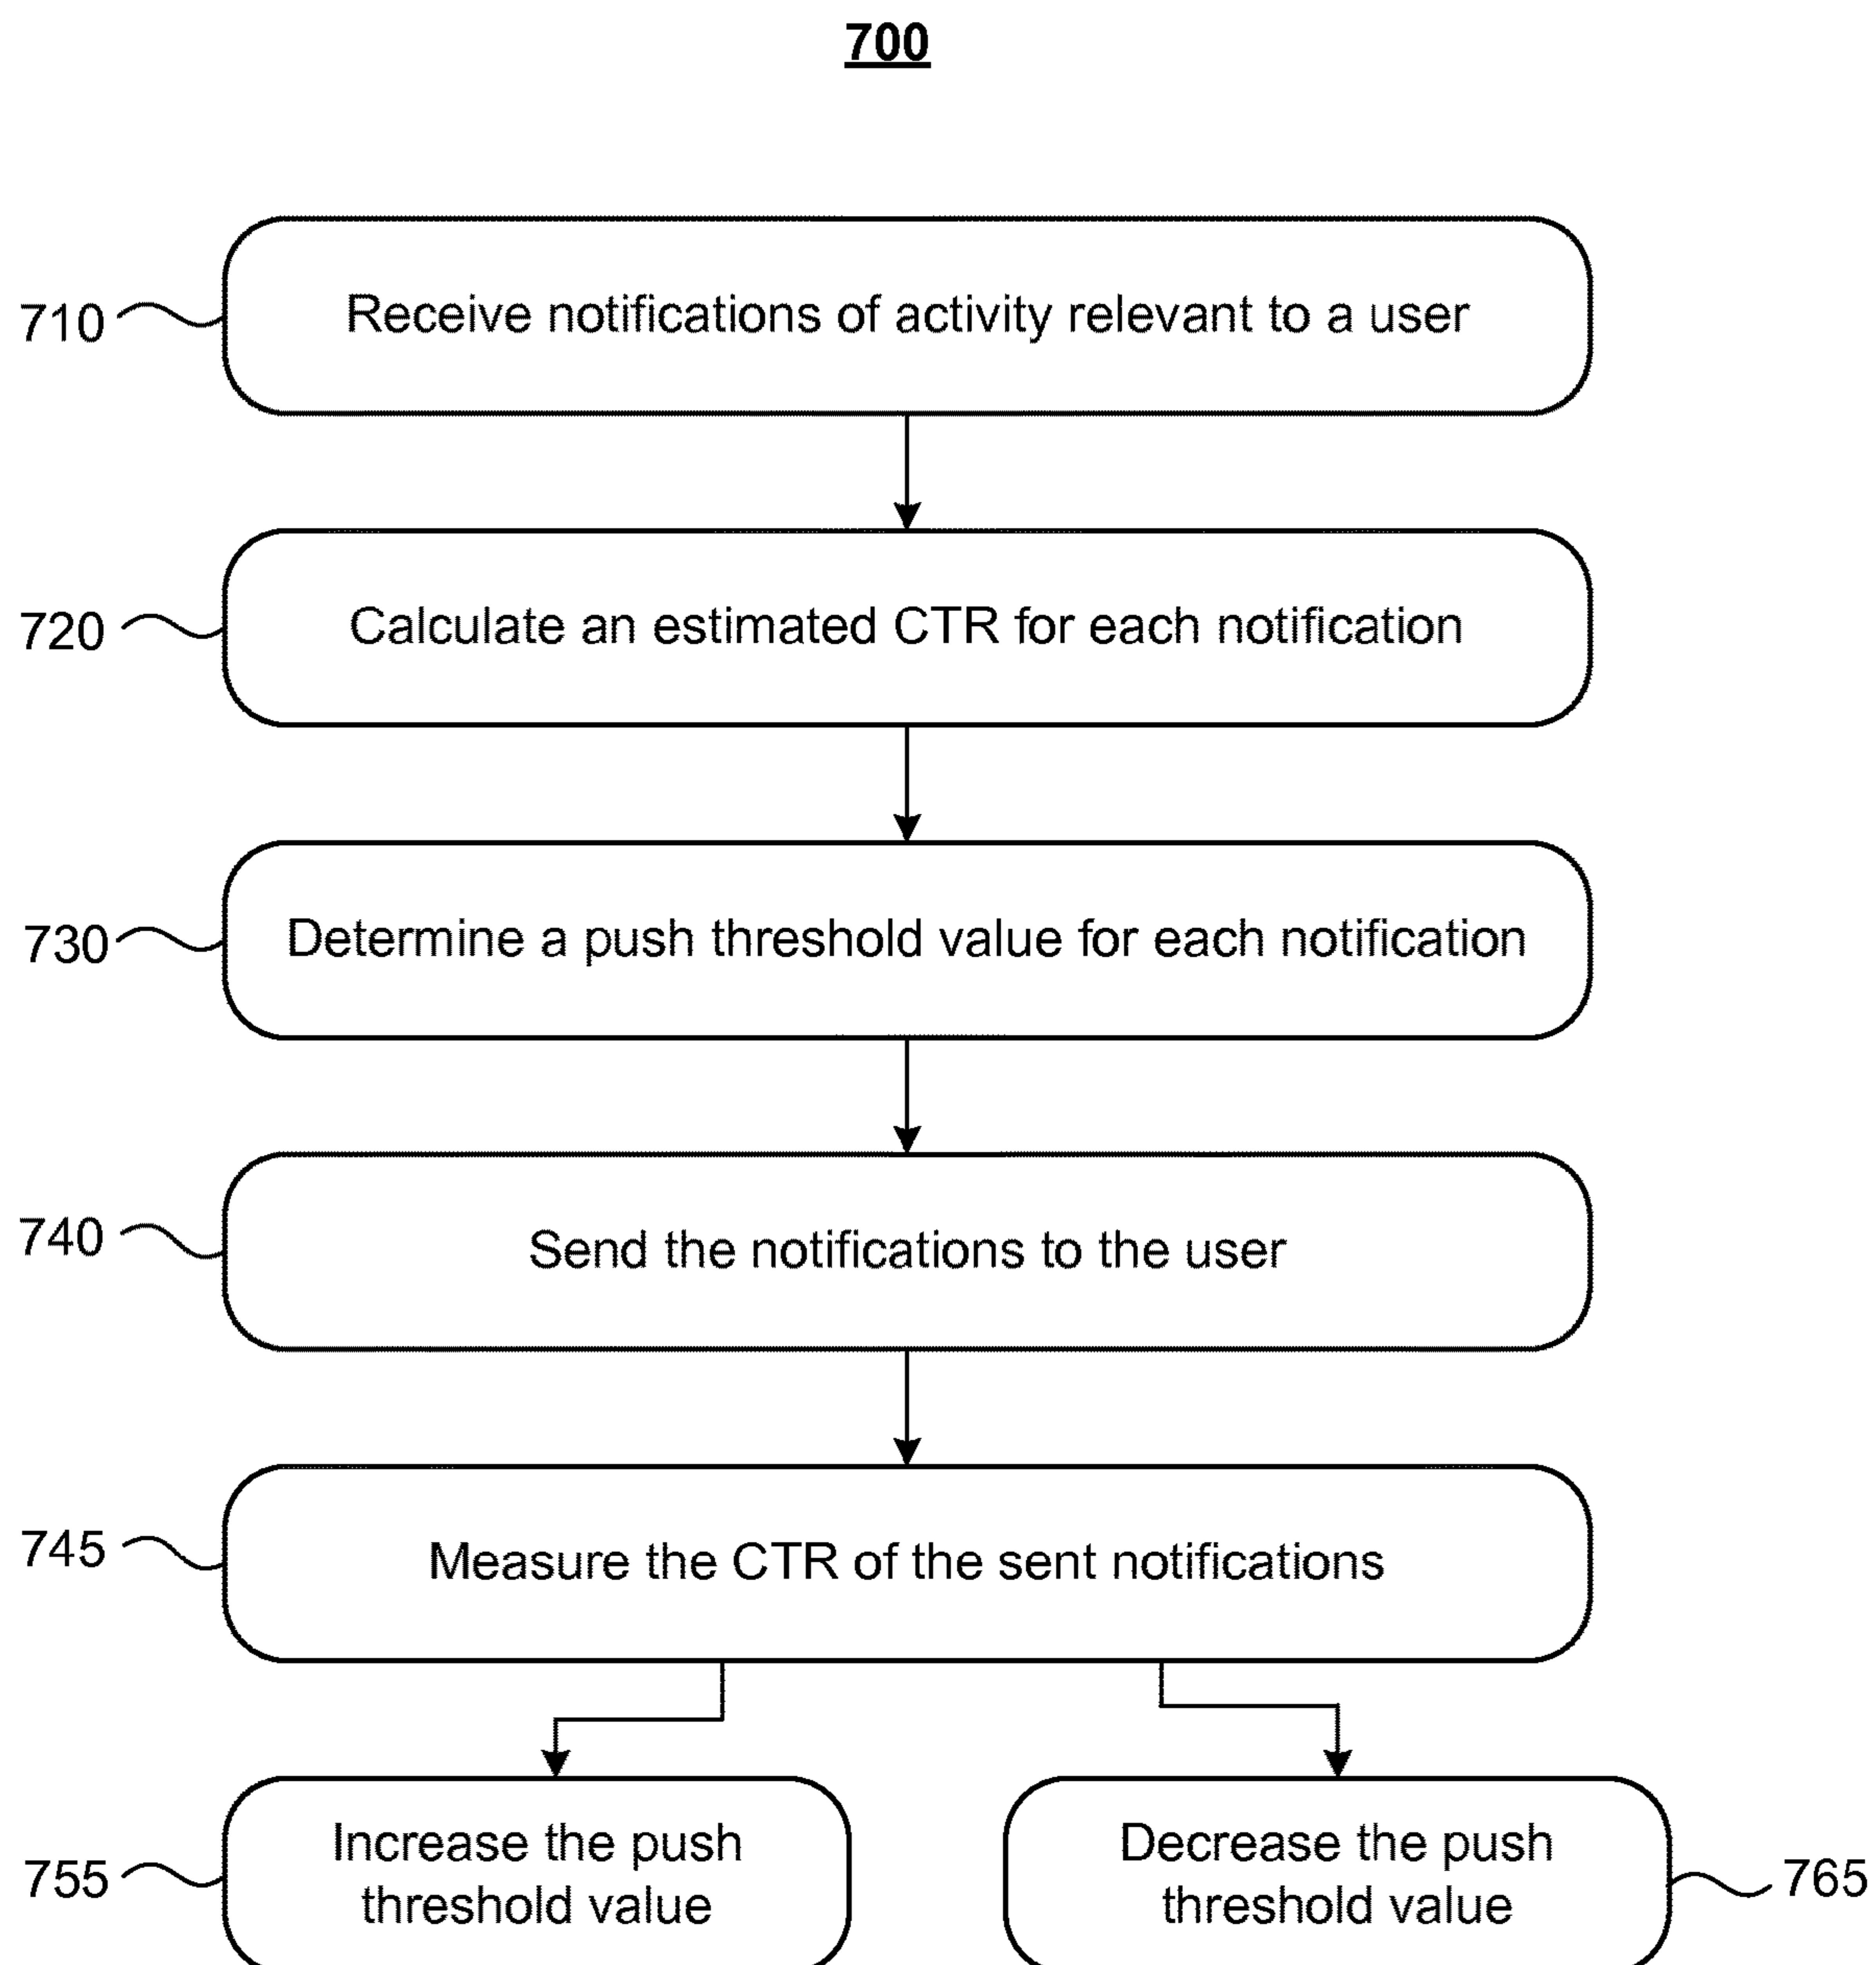 700
710
Receive notifications of activity relevant to a user
720
Calculate an estimated CTR for each notification
730
Determine a push threshold value for each notification
740
Send the notifications to the user
745
Measure the CTR of the sent notifications
755
Increase the push
threshold value
Decrease the push
threshold value
765